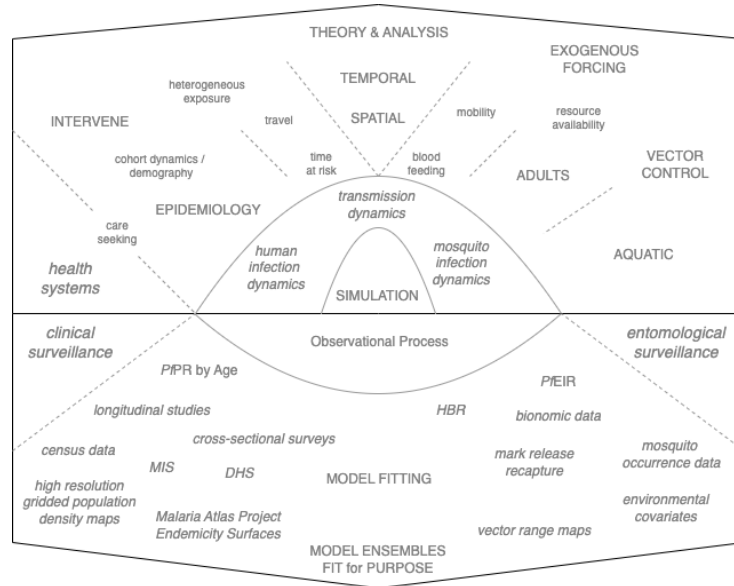 THEORY & ANALYSIS
EXOGENOUS
FORCING
TEMPORAL
heterogeneous
exposure
INTERVENE
travel
SPATIAL
mobility
resource
availability
cohort dynamics /
demography
time
at risk
blood
feeding
ADULTS
VECTOR
CONTROL
EPIDEMIOLOGY
transmission
dynamics
care
seeking
human
infection
dynamics
mosquito
infection
dynamics
AQUATIC
health
systems
SIMULATION
clinical
surveillance
Observational Process
entomological
surveillance
PfPR by Age
PfEIR
longitudinal studies
HBR
bionomic data
cross-sectional surveys
census data
MIS
DHS
MODEL FITTING
mark release
recapture
mosquito
occurrence data
high resolution
gridded population
density maps
Malaria Atlas Project
Endemicity Surfaces
vector range maps
environmental
covariates
MODEL ENSEMBLES
FIT for PURPOSE